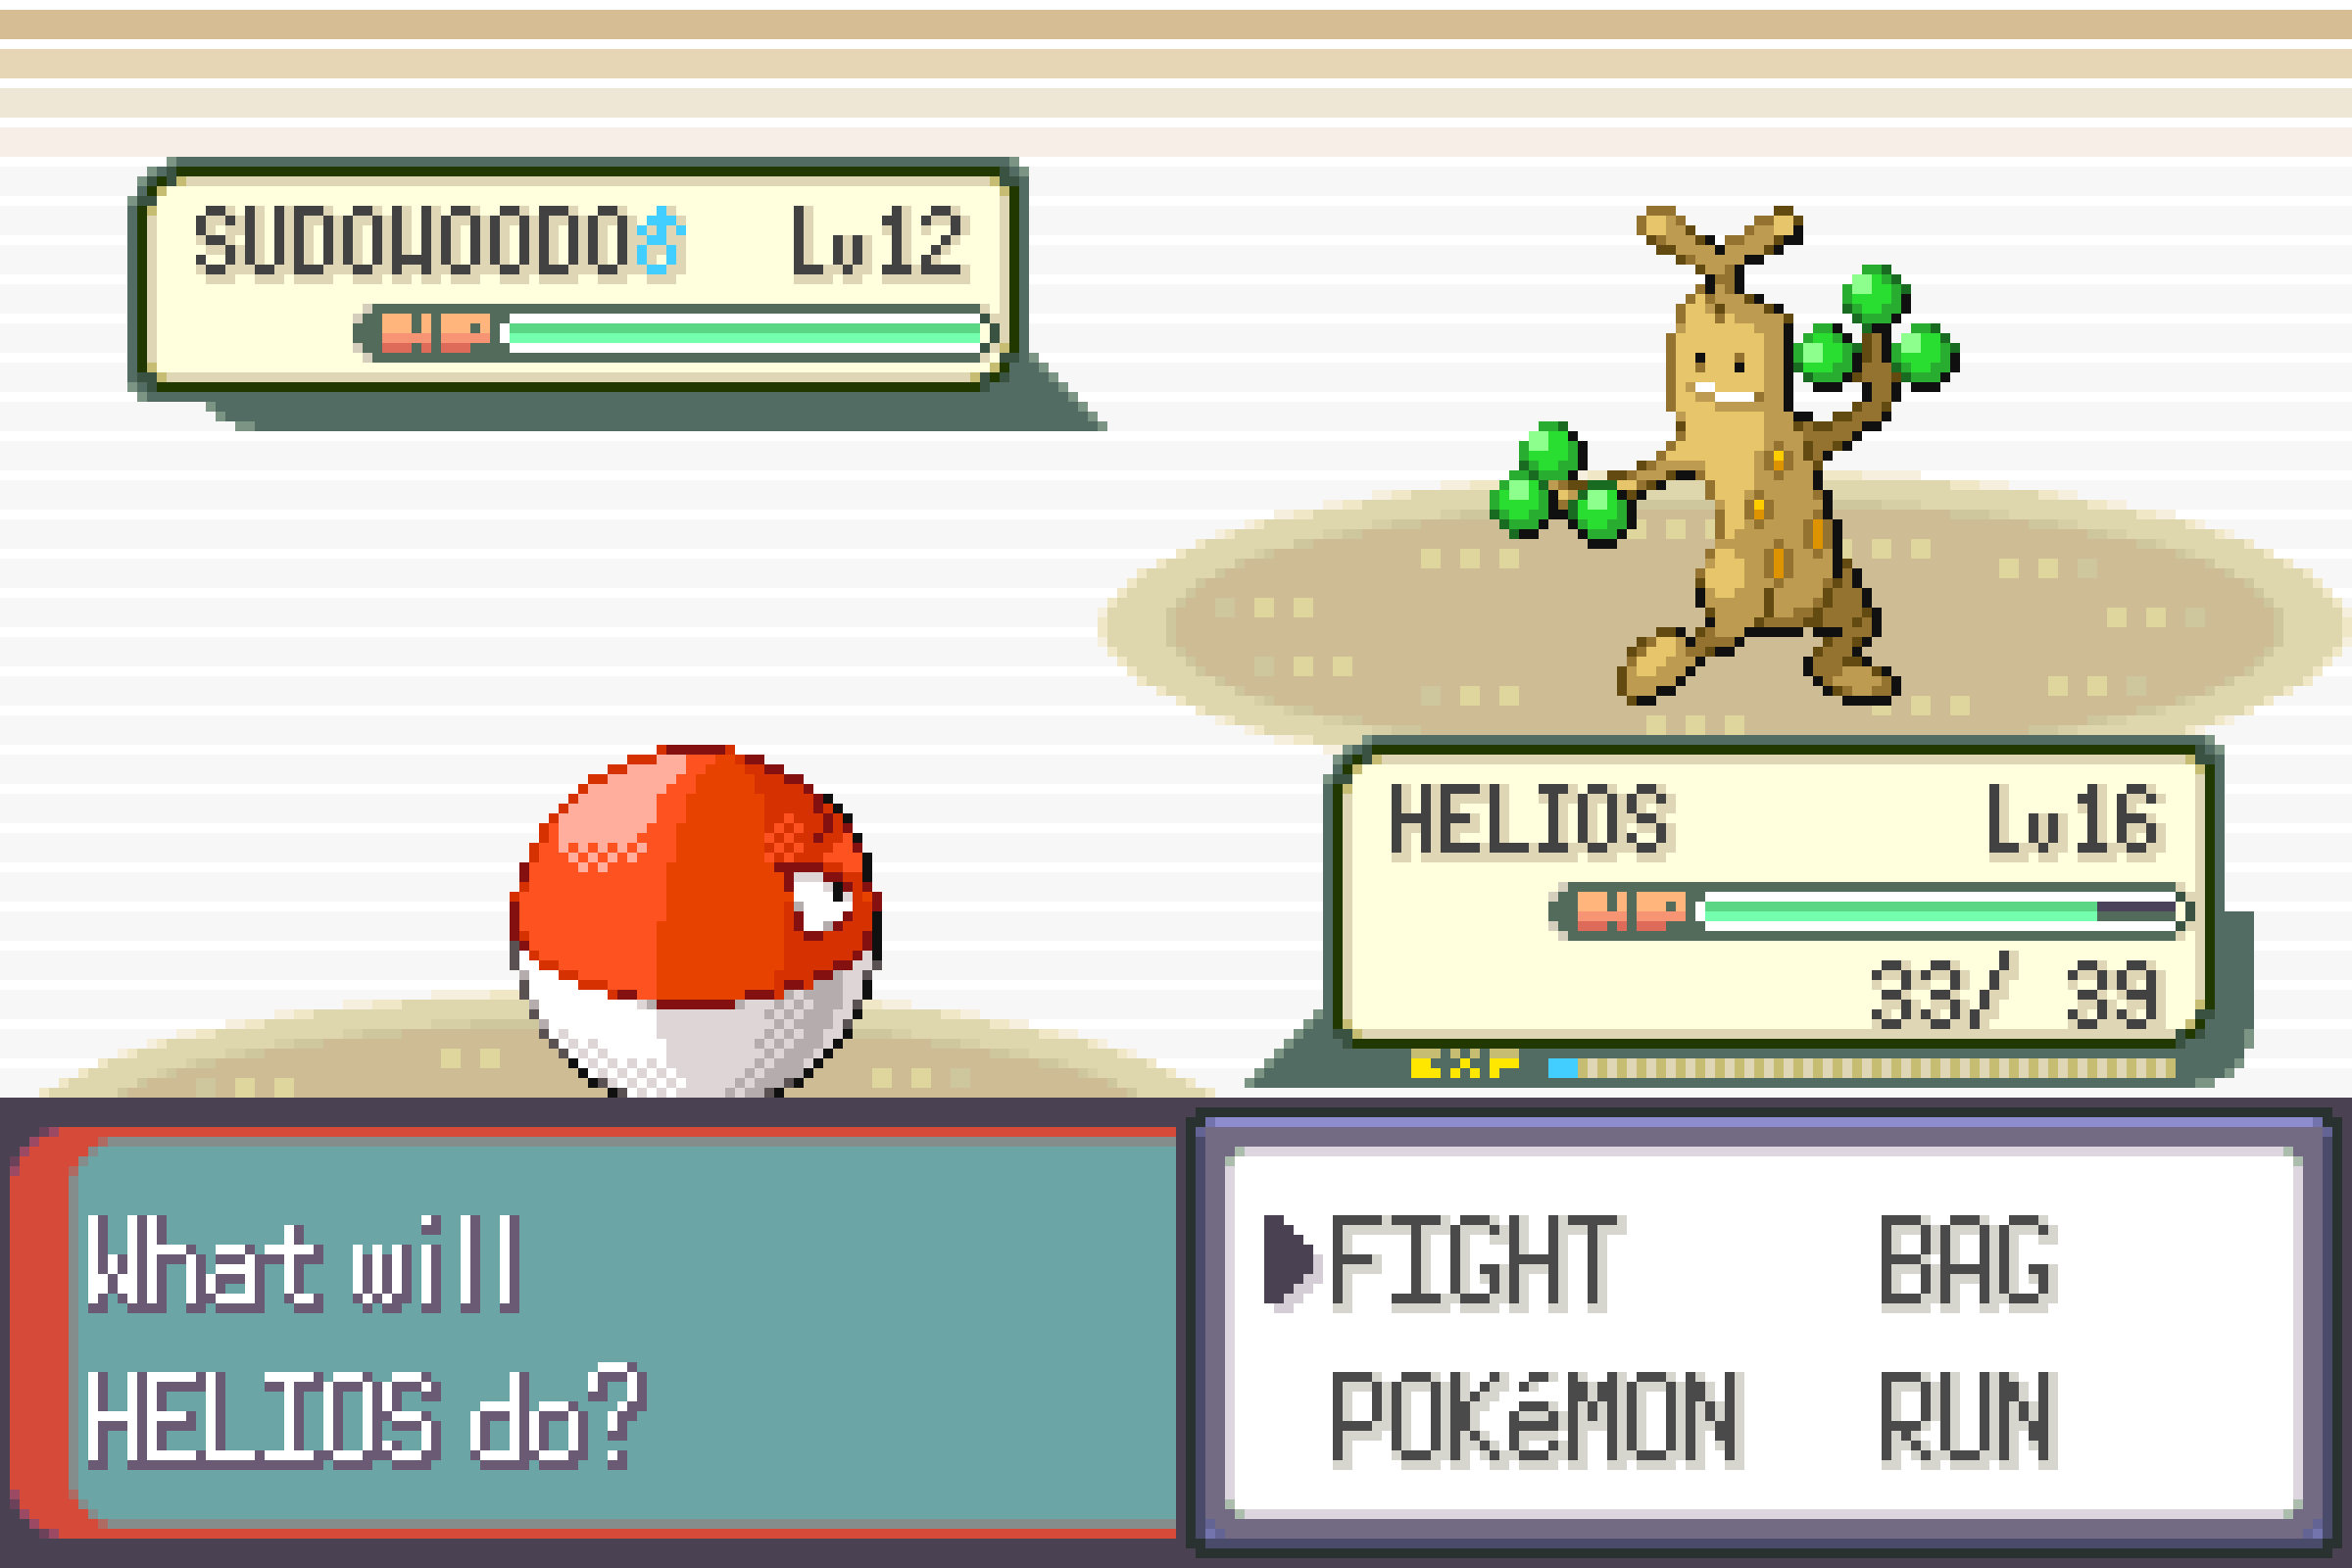 SUDOWOODO♂ Lv12
HP
HELIOS Lv16
HP
33/ 39
EXP
What will
HELIOS do?
▶FIGHT BAG
POKéMON RUN